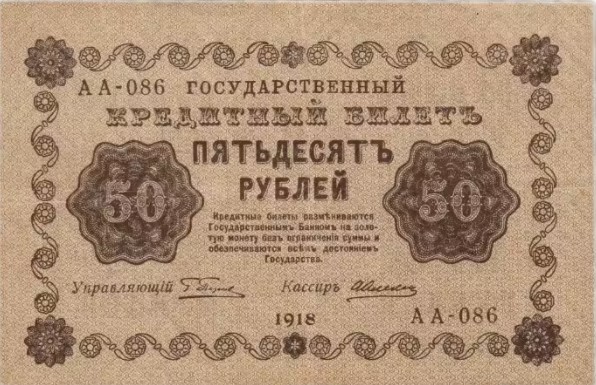 АА-086 ГОСУДАРСТВЕННЫЙ
КРЕДИТНЫЙ БИЛЕТЪ
ПЯТЬДЕСЯТЪ
50 РУБЛЕЙ 50
Кредитные билеты размѣниваются
Государственнымъ Банкомъ на золо-
тую монету безъ ограниченія суммы и
обезпечиваются всѣмъ достояніемъ
Государства.
Управляющій Кассиръ
1918 АА-086